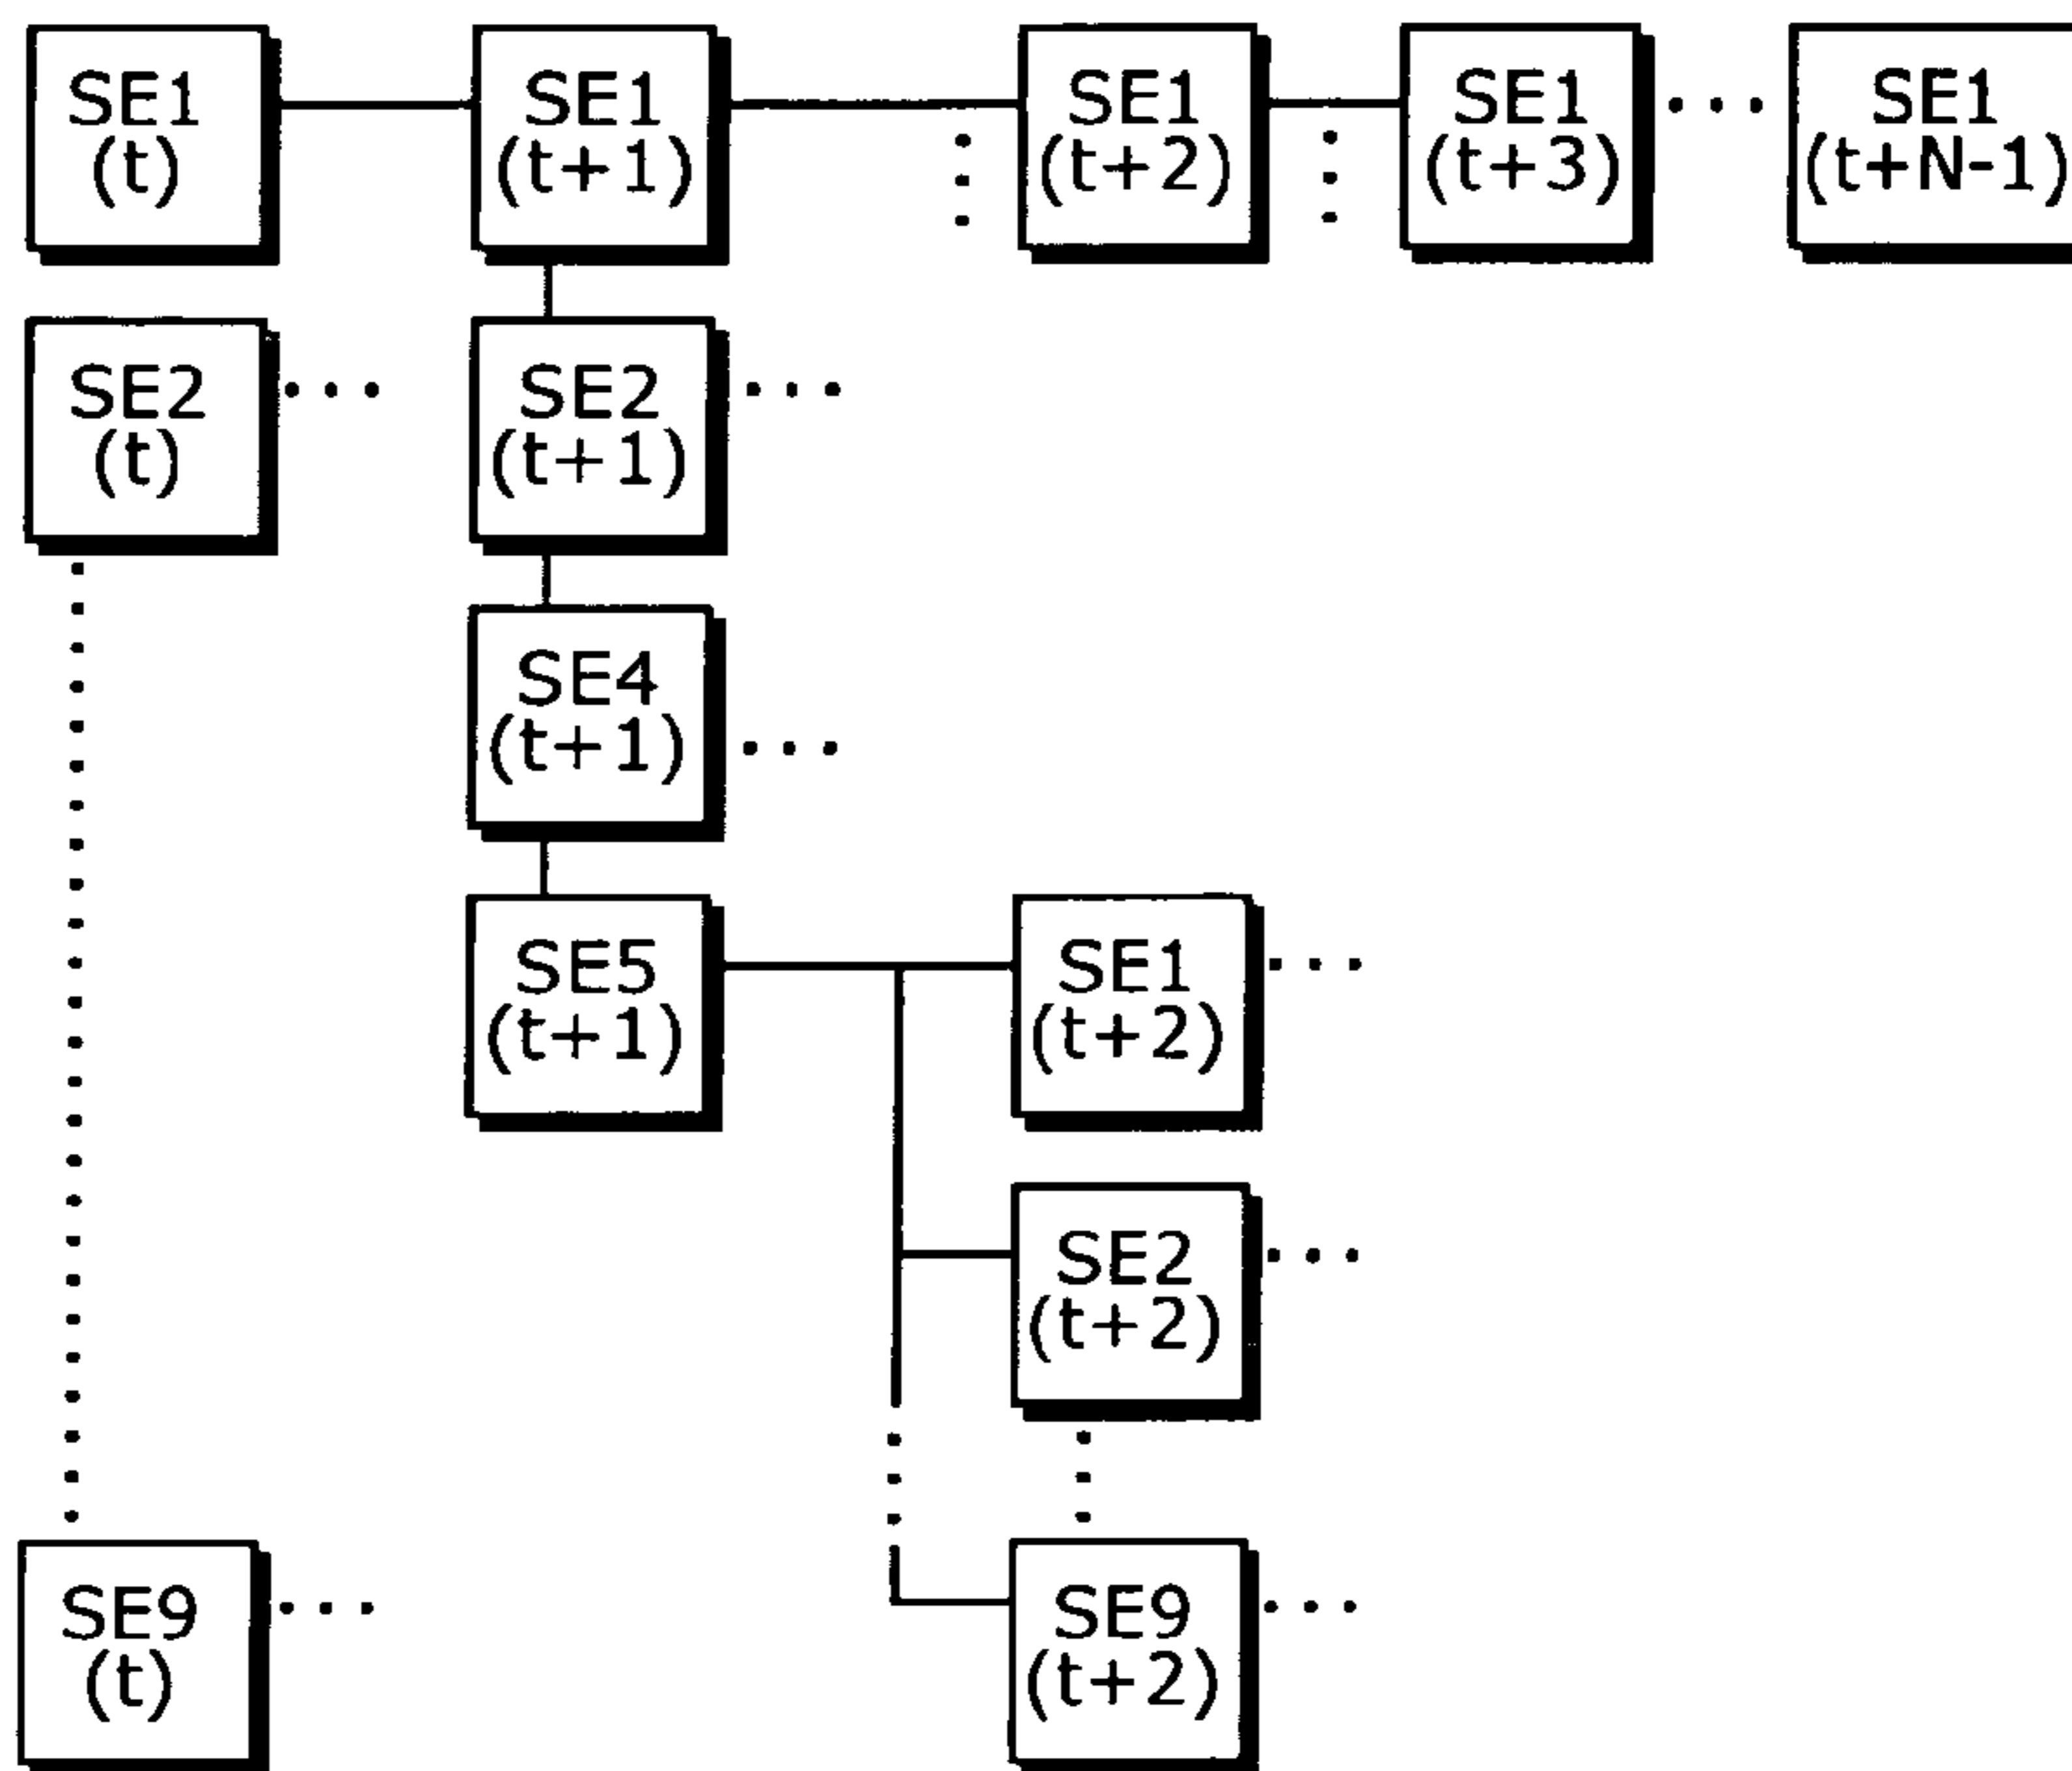 SE1
(t)
SE1
(t+1)
SE1
(t+2)
SE1
(t+3)
SE1
(t+N-1)
SE2
(t)
SE2
(t+1)
SE4
(t+1)
SE5
(t+1)
SE1
(t+2)
SE2
(t+2)
SE9
(t)
SE9
(t+2)